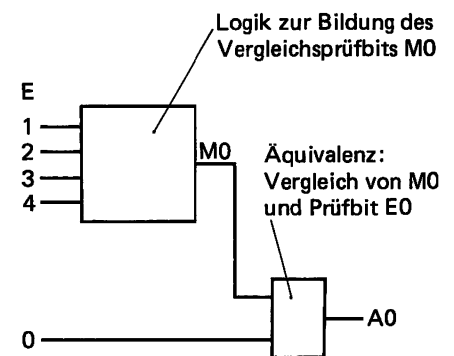 Logik zur Bildung des
Vergleichsprüfbits M0
E
1
2
3
4
M0
Äquivalenz:
Vergleich von M0
und Prüfbit E0
A0
0